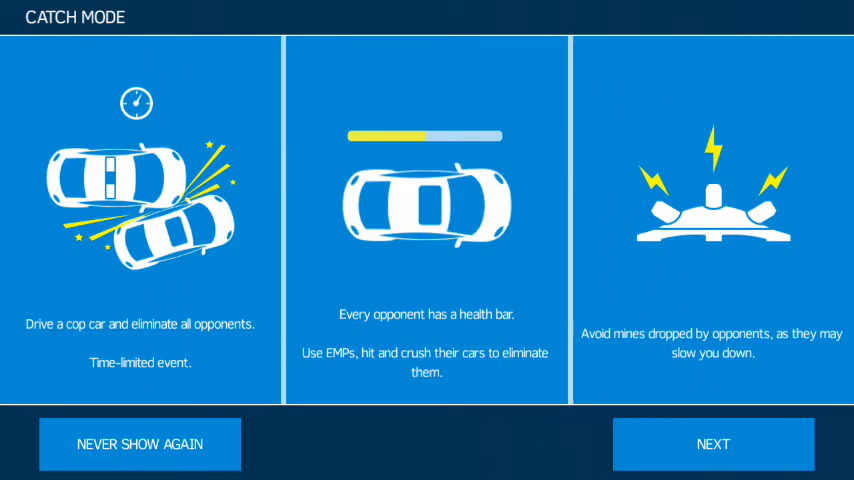 CATCH MODE
Drive a cop car and eliminate all opponents.
Time-limited event.
Every opponent has a health bar.
Use EMPs, hit and crush their cars to eliminate
them.
Avoid mines dropped by opponents, as they may
slow you down.
NEVER SHOW AGAIN
NEXT